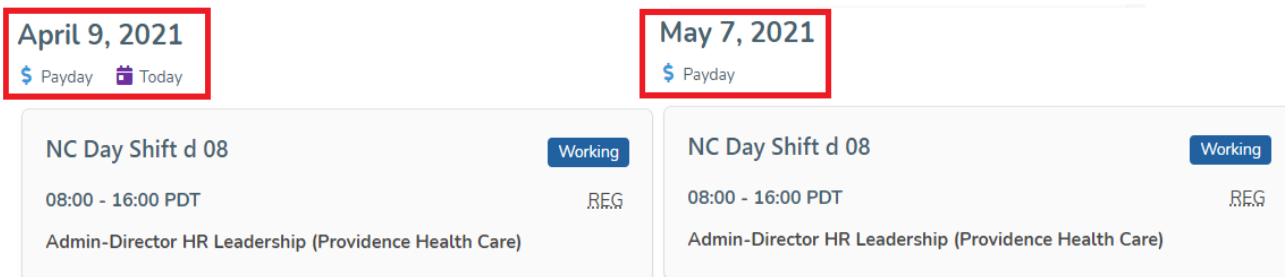 April 9, 2021
$ Payday Today
NC Day Shift d 08 Working
08:00 - 16:00 PDT REG
Admin-Director HR Leadership (Providence Health Care)
May 7, 2021
$ Payday
NC Day Shift d 08 Working
08:00 - 16:00 PDT REG
Admin-Director HR Leadership (Providence Health Care)